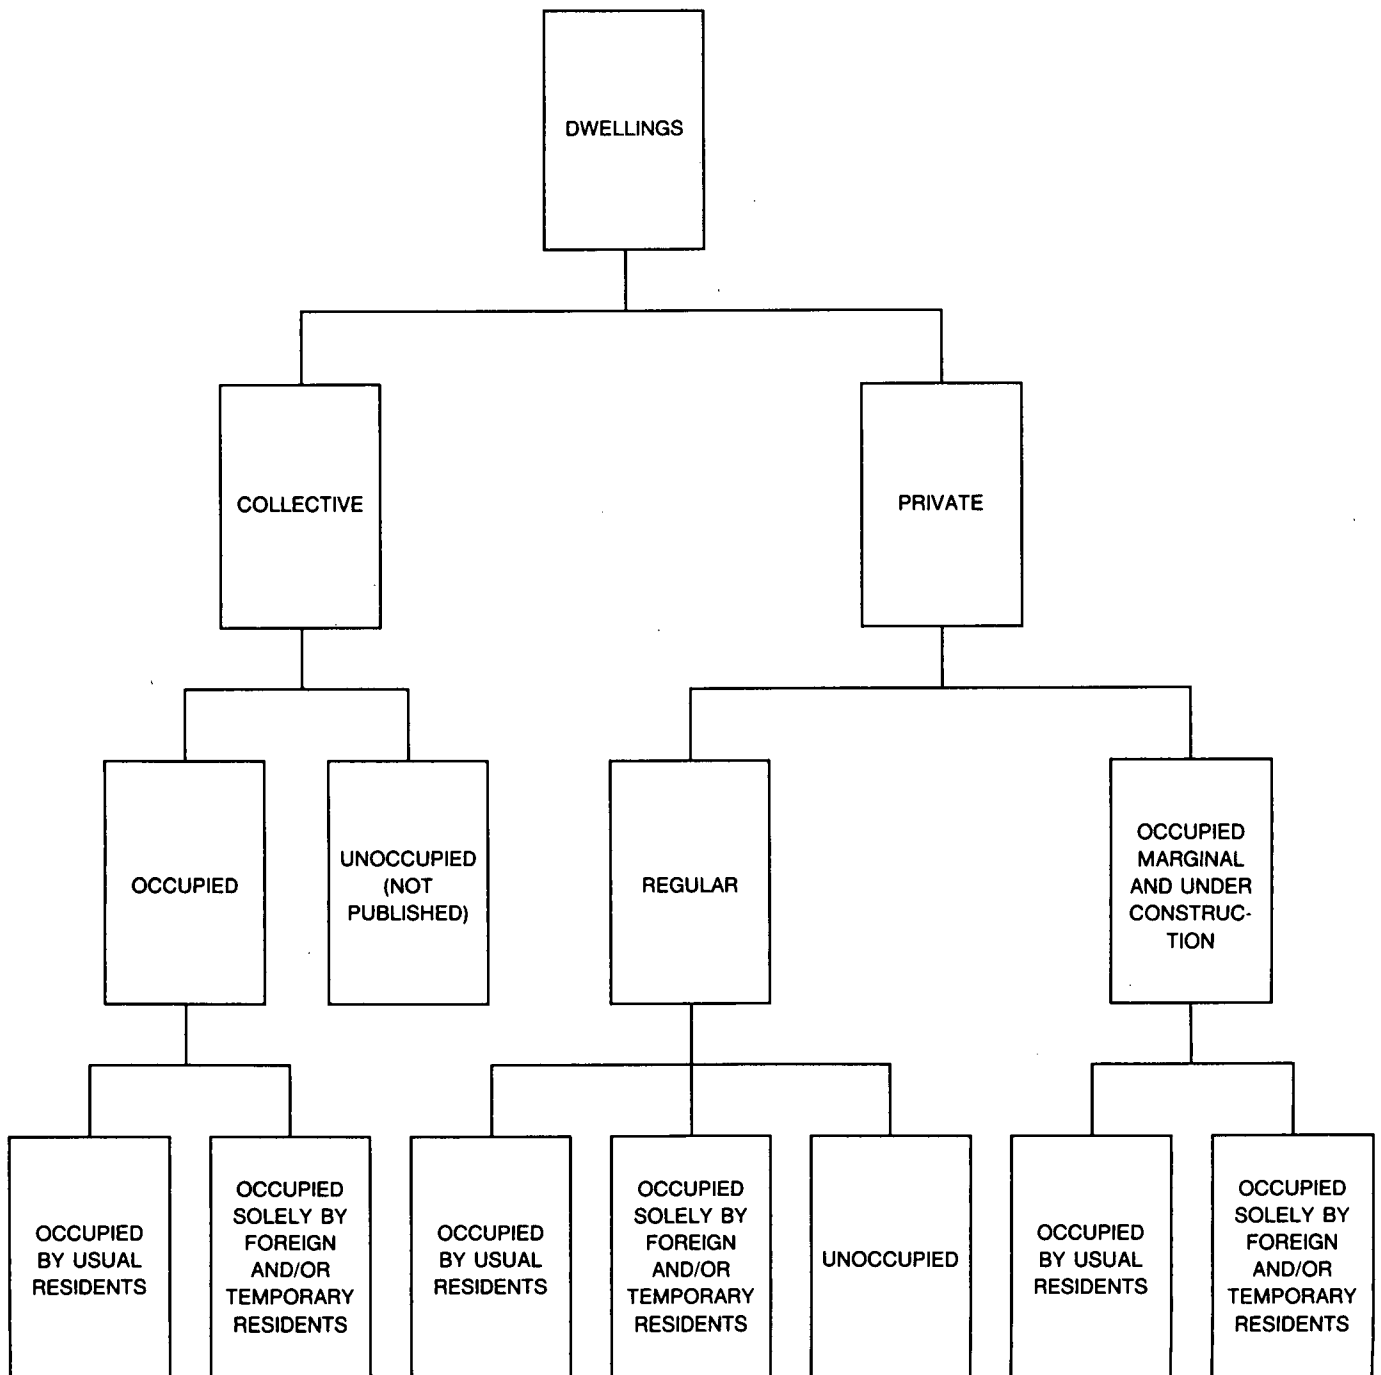 DWELLINGS
COLLECTIVE
PRIVATE
OCCUPIED
UNOCCUPIED
(NOT
PUBLISHED)
REGULAR
OCCUPIED
MARGINAL
AND UNDER
CONSTRUC-
TION
OCCUPIED
BY USUAL
RESIDENTS
OCCUPIED
SOLELY BY
FOREIGN
AND/OR
TEMPORARY
RESIDENTS
OCCUPIED
BY USUAL
RESIDENTS
OCCUPIED
SOLELY BY
FOREIGN
AND/OR
TEMPORARY
RESIDENTS
UNOCCUPIED
OCCUPIED
BY USUAL
RESIDENTS
OCCUPIED
SOLELY BY
FOREIGN
AND/OR
TEMPORARY
RESIDENTS